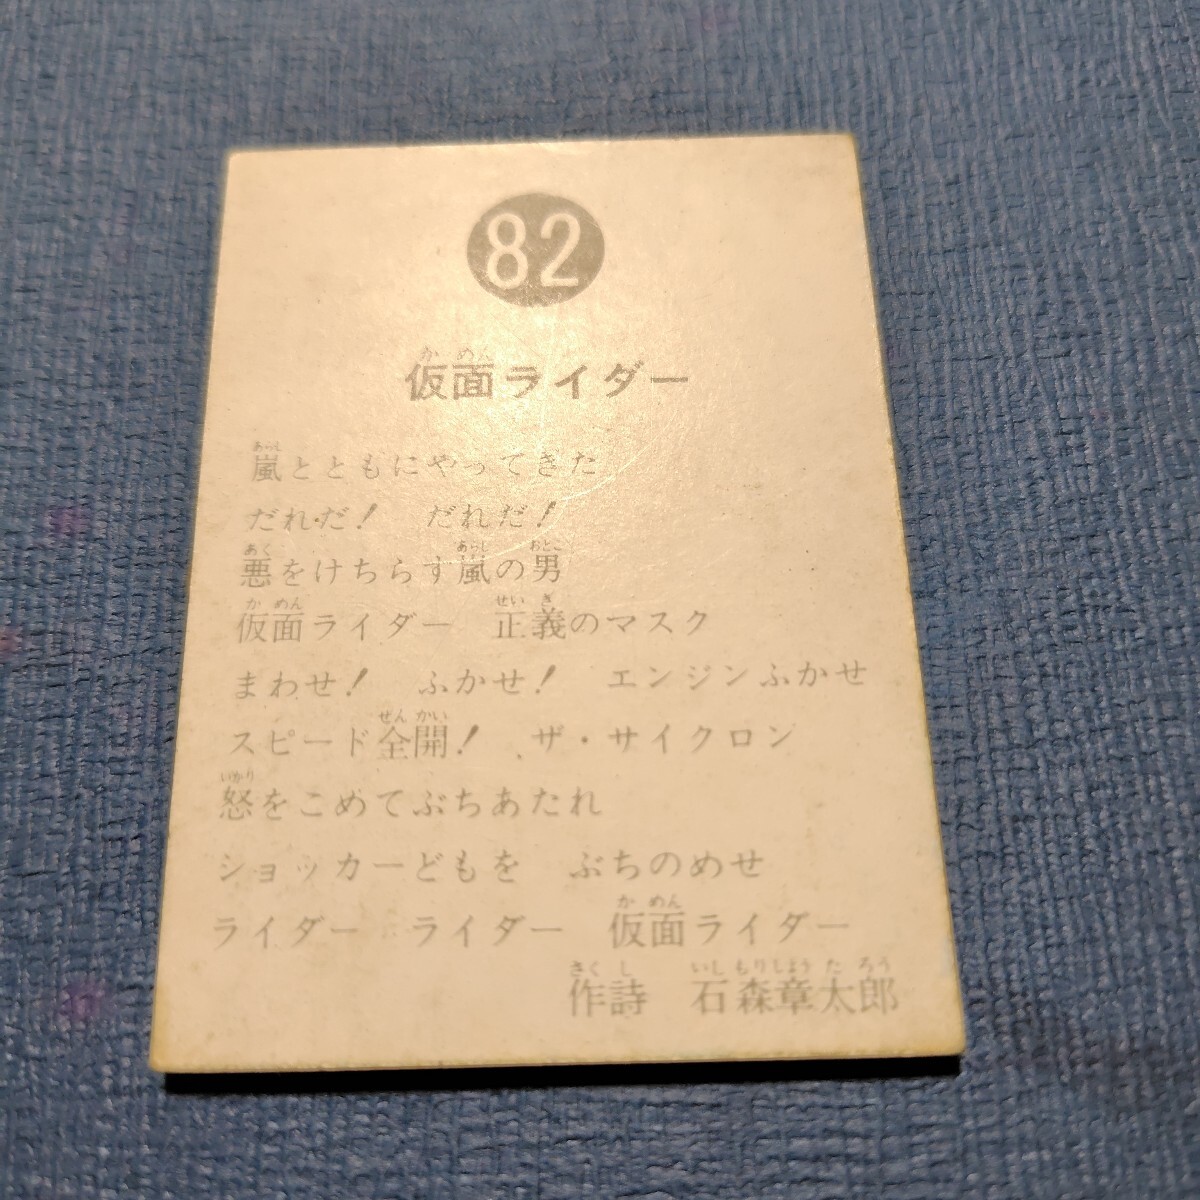 82
仮面ライダー
嵐とともにやってきた
だれだ! だれだ!
悪をけちらす嵐の男
仮面ライダー 正義のマスク
まわせ! ふかせ! エンジンふかせ
スピード全開! ザ・サイクロン
怒をこめてぶちあたれ
ショッカーどもを ぶちのめせ
ライダー ライダー 仮面ライダー
作詩 石森章太郎